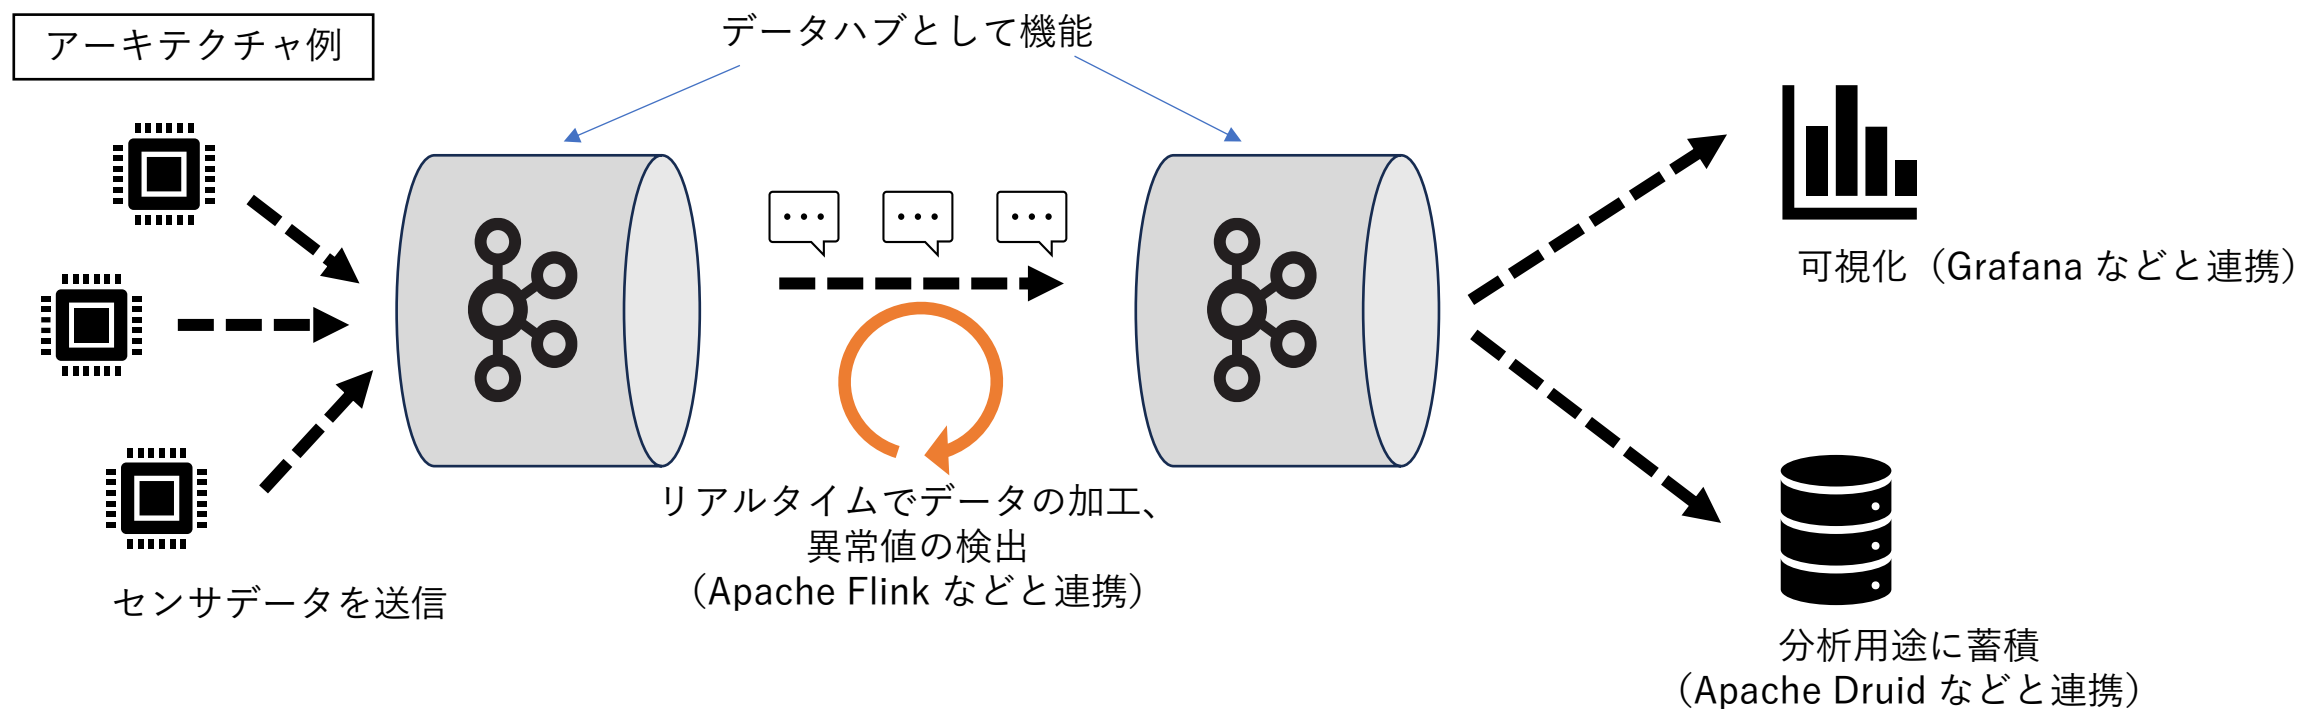 アーキテクチャ例
データハブとして機能
センサデータを送信
リアルタイムでデータの加工、
異常値の検出
（Apache Flink などと連携）
可視化（Grafana などと連携）
分析用途に蓄積
（Apache Druid などと連携）